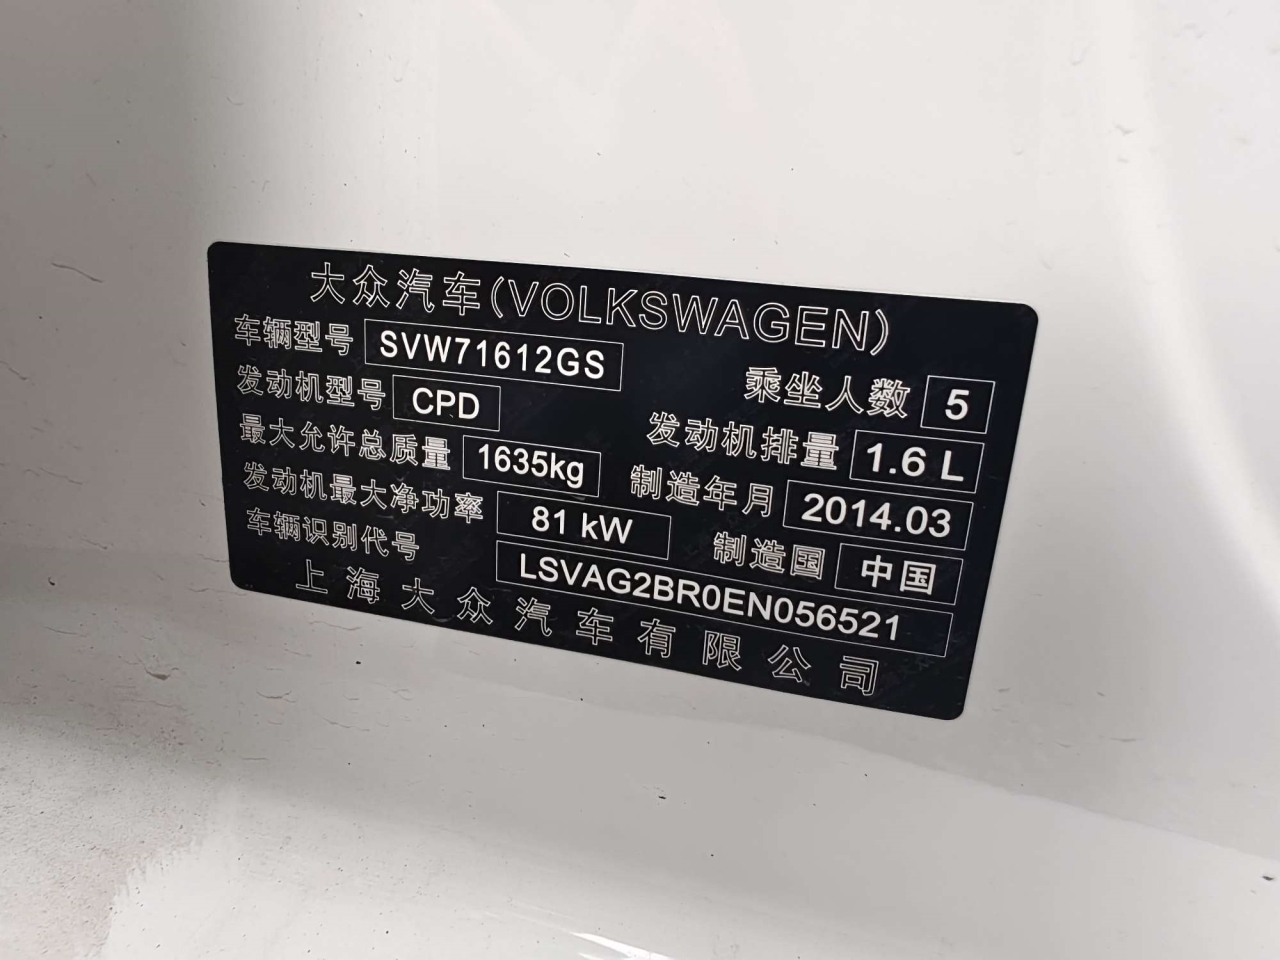 大众汽车(VOLKSWAGEN)
车辆型号 SVW71612GS 乘坐人数 5
发动机型号 CPD 发动机排量 1.6 L
最大允许总质量 1635kg 制造年月 2014.03
发动机最大净功率 81 kW 制造国 中国
车辆识别代号 LSVAG2BR0EN056521
上海大众汽车有限公司